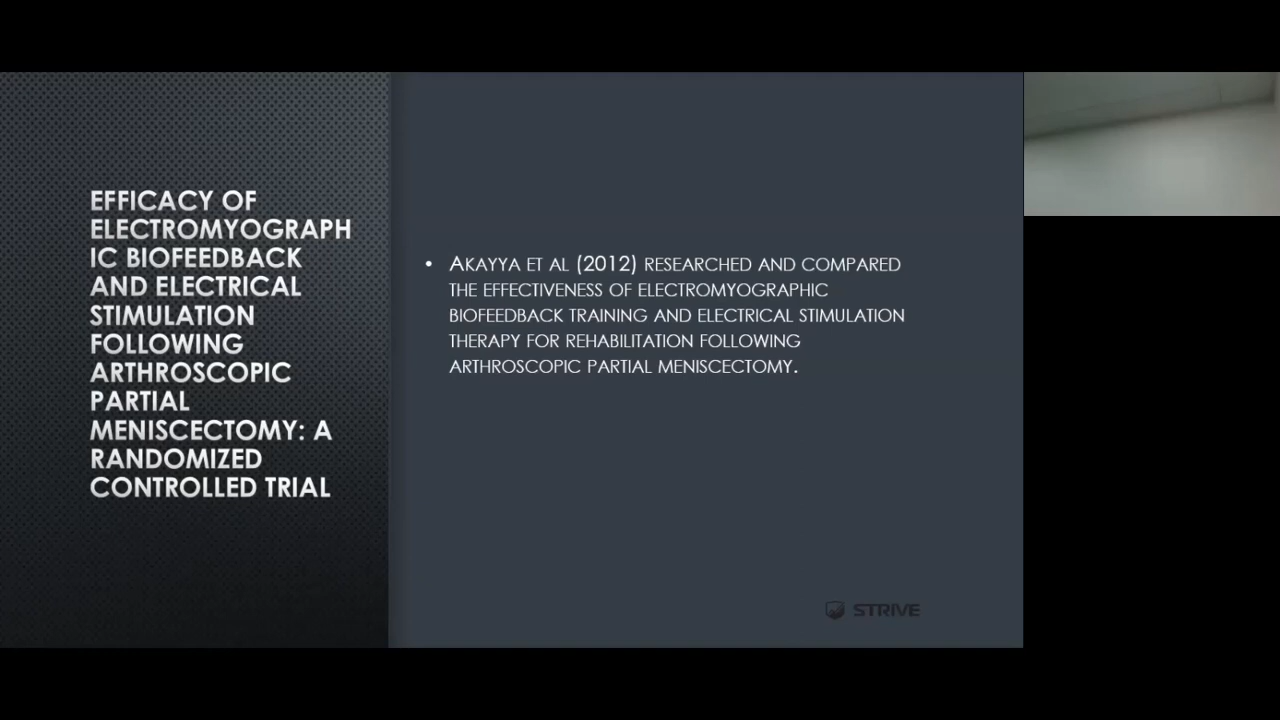 EFFICACY OF
ELECTROMYOGRAPH
IC BIOFEEDBACK
AND ELECTRICAL
STIMULATION
FOLLOWING
ARTHROSCOPIC
PARTIAL
MENISCECTOMY: A
RANDOMIZED
CONTROLLED TRIAL
• AKAYYA ET AL (2012) RESEARCHED AND COMPARED
THE EFFECTIVENESS OF ELECTROMYOGRAPHIC
BIOFEEDBACK TRAINING AND ELECTRICAL STIMULATION
THERAPY FOR REHABILITATION FOLLOWING
ARTHROSCOPIC PARTIAL MENISCECTOMY.
STRIVE